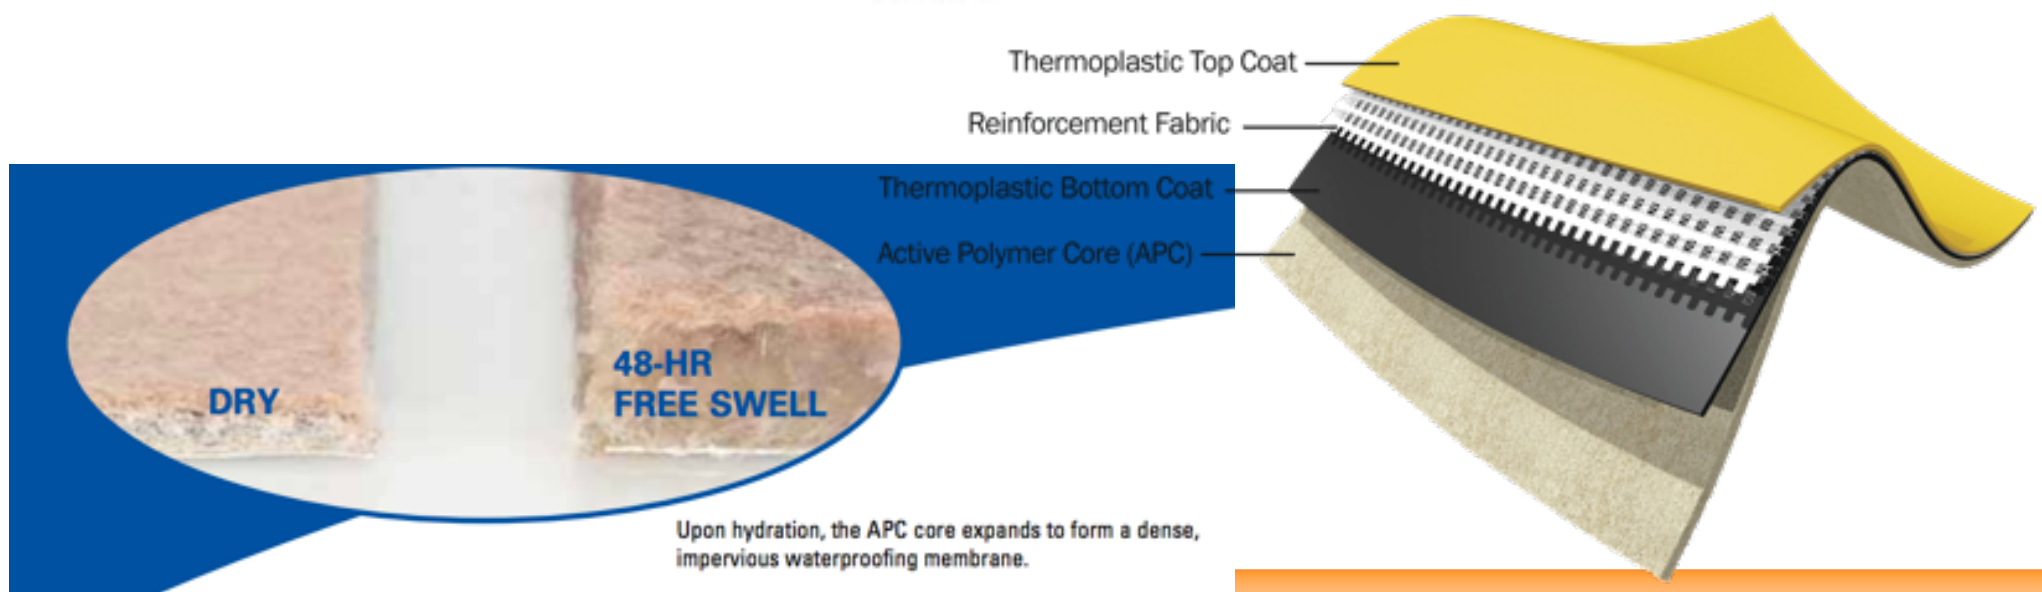 Thermoplastic Top Coat
Reinforcement Fabric
Thermoplastic Bottom Coat
Active Polymer Core (APC)
DRY
48-HR
FREE SWELL
Upon hydration, the APC core expands to form a dense,
impervious waterproofing membrane.